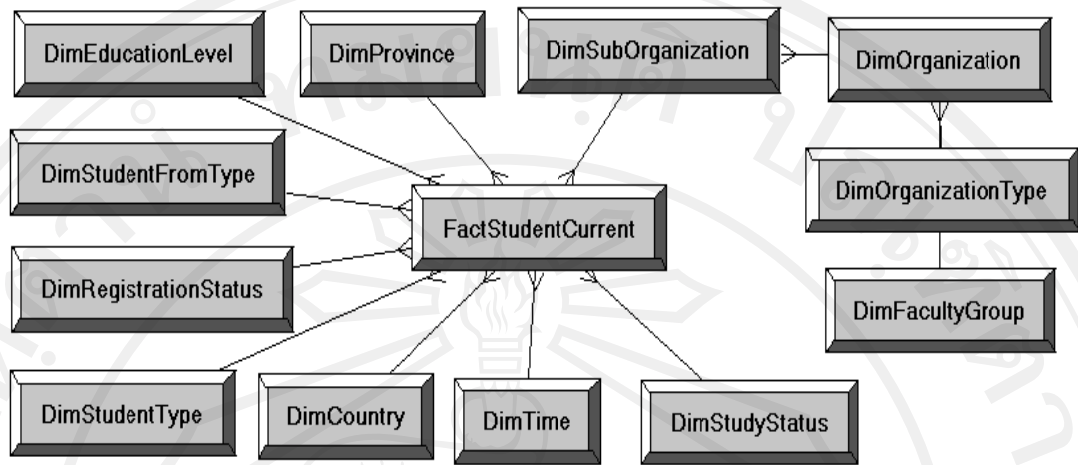 DimEducationLevel
DimProvince
DimSubOrganization
DimOrganization
DimStudentFromType
DimOrganizationType
FactStudentCurrent
DimRegistrationStatus
DimFacultyGroup
DimStudentType
DimCountry
DimTime
DimStudyStatus